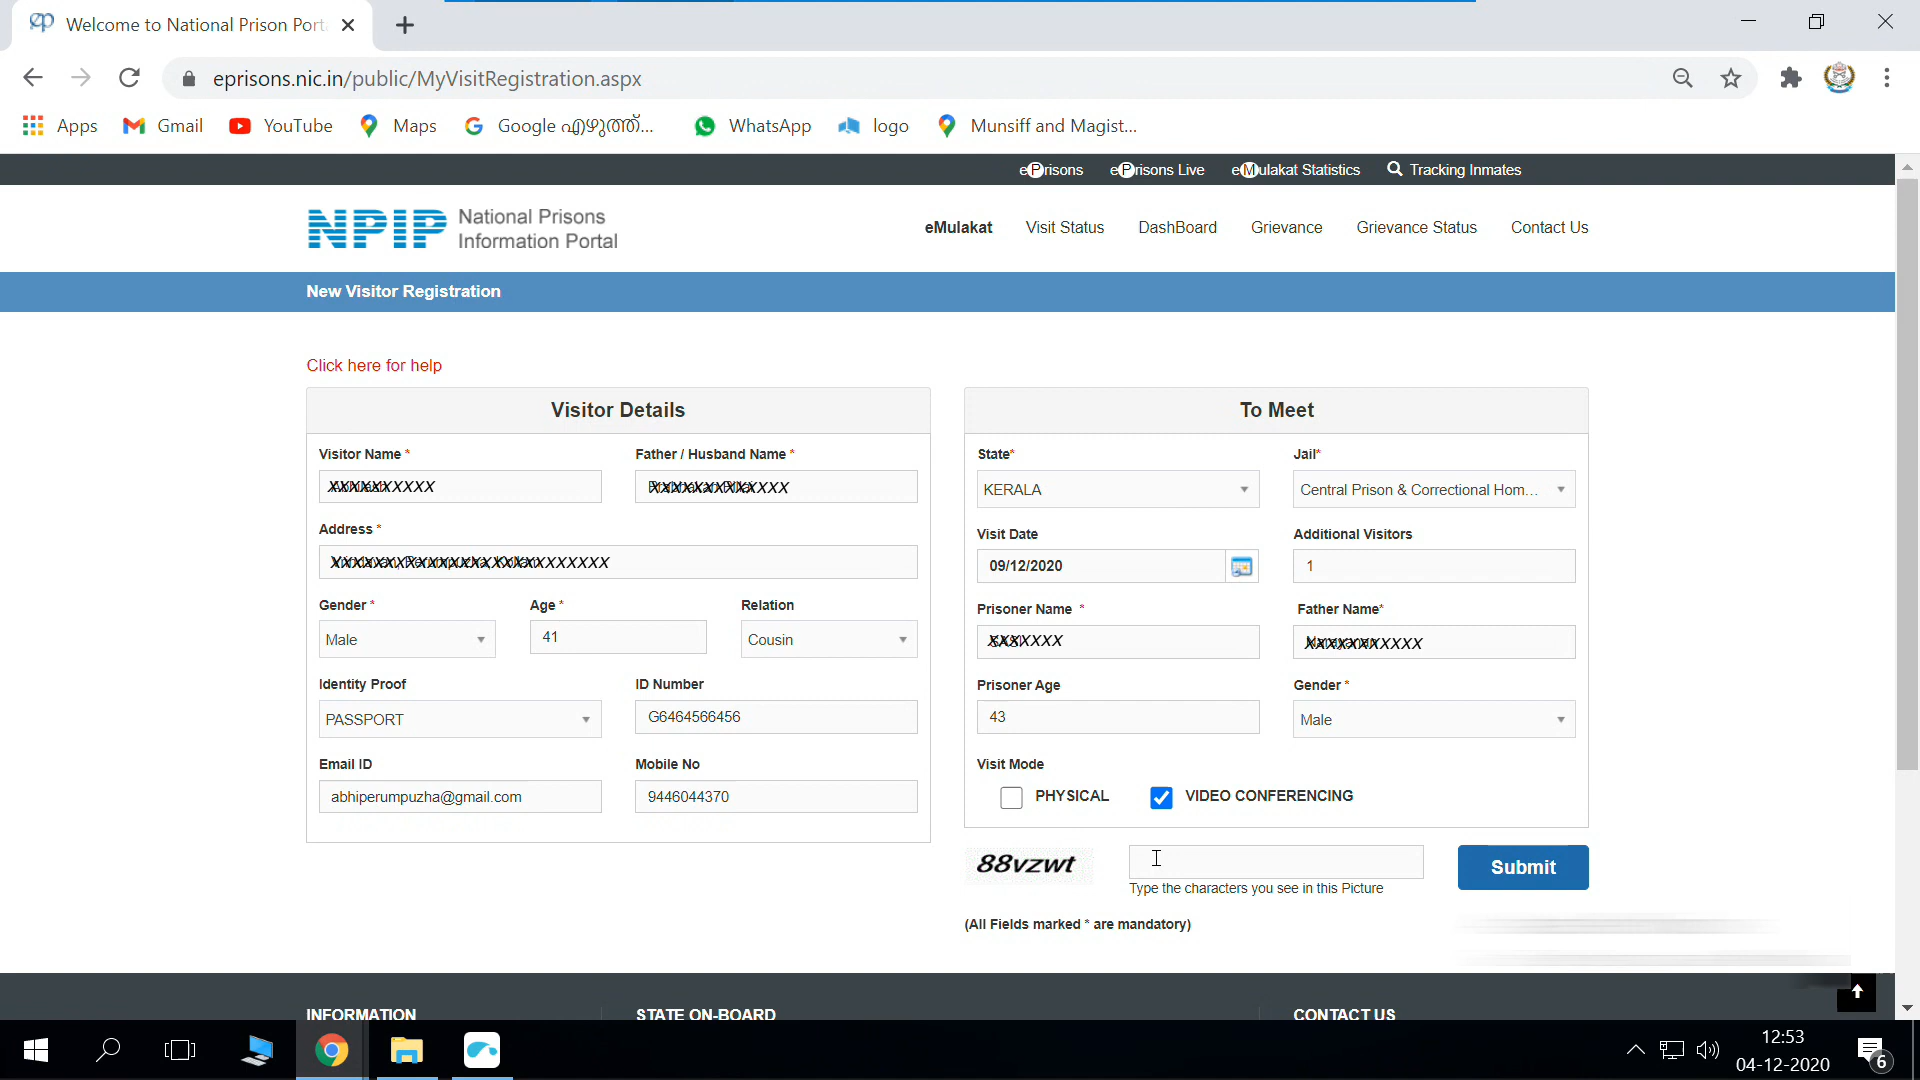 Welcome to National Prison Port
eprisons.nic.in/public/MyVisitRegistration.aspx
Apps Gmail YouTube Maps Google എഴുത്ത്... WhatsApp logo Munsiff and Magist...
ePrisons ePrisons Live eMulakat Statistics Tracking Inmates
NPIP National Prisons
Information Portal
eMulakat Visit Status DashBoard Grievance Grievance Status Contact Us
New Visitor Registration
Click here for help
Visitor Details
Visitor Name * Father / Husband Name *
Address *
Gender * Age * Relation
Male 41 Cousin
Identity Proof ID Number
PASSPORT G6464566456
Email ID Mobile No
abhiperumpuzha@gmail.com 9446044370
To Meet
State* Jail*
KERALA Central Prison & Correctional Hom...
Visit Date Additional Visitors
09/12/2020 1
Prisoner Name * Father Name*
Prisoner Age Gender *
43 Male
Visit Mode
PHYSICAL VIDEO CONFERENCING
88vzwt Submit
Type the characters you see in this Picture
(All Fields marked * are mandatory)
INFORMATION STATE ON-BOARD CONTACT US
12:53
04-12-2020
6